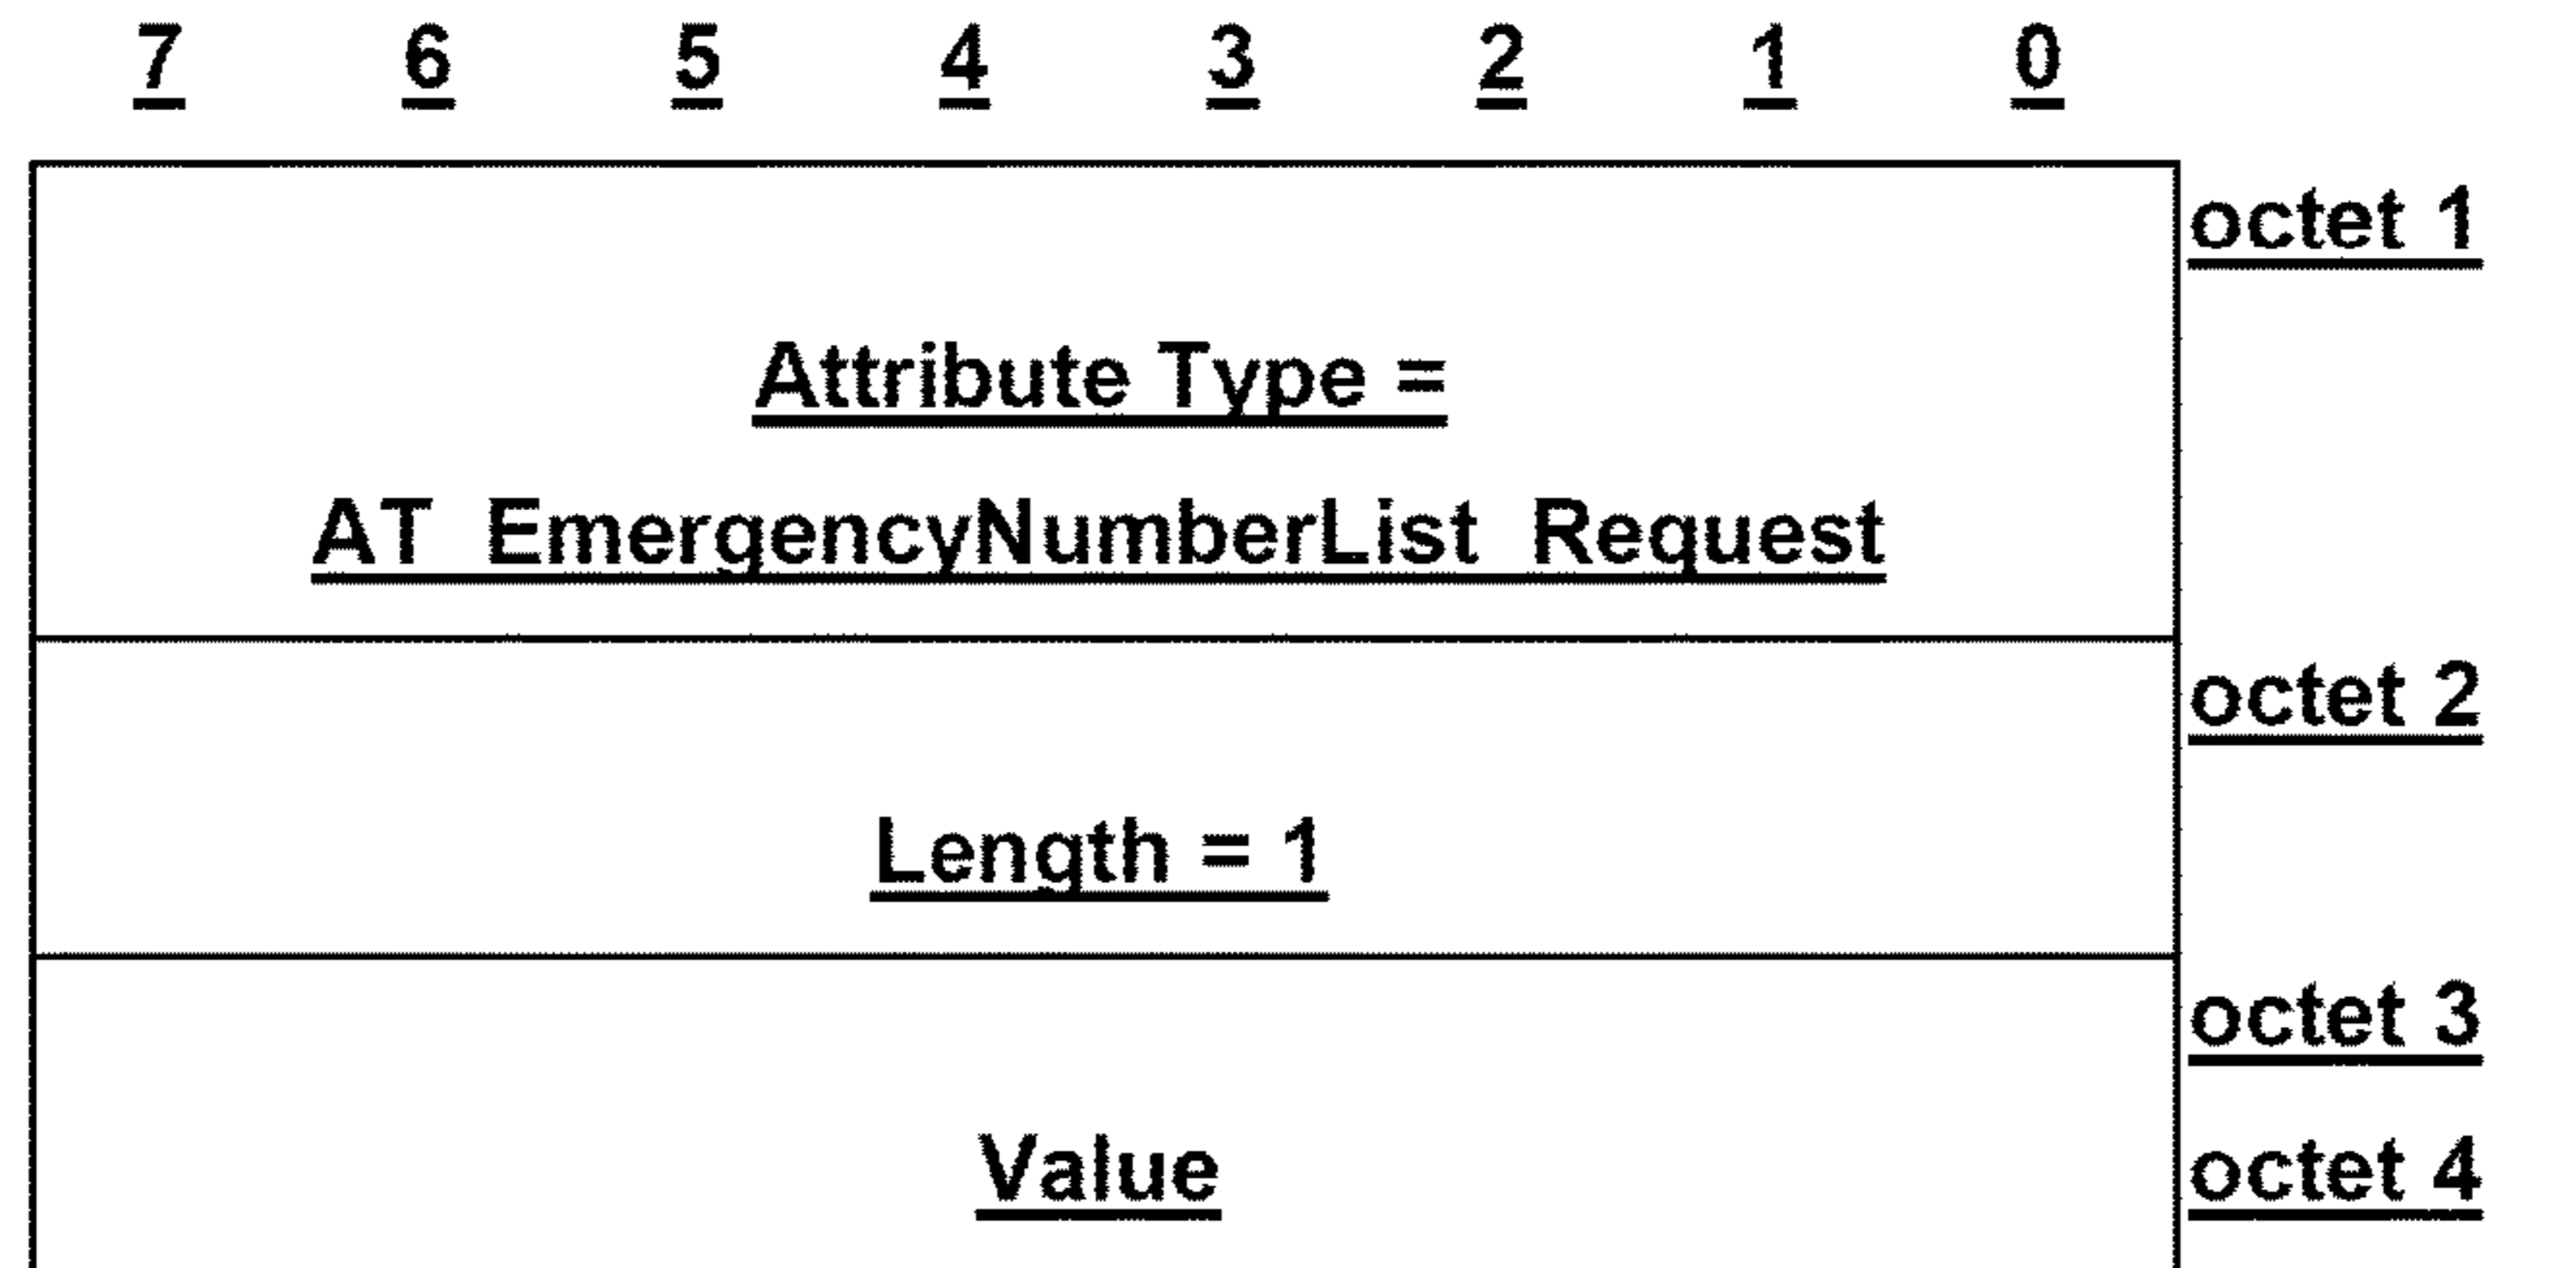 7 6 5 4 3 2 1 0
octet 1
Attribute Type =
AT_EmergencyNumberList_Request
octet 2
Length = 1
octet 3
Value octet 4